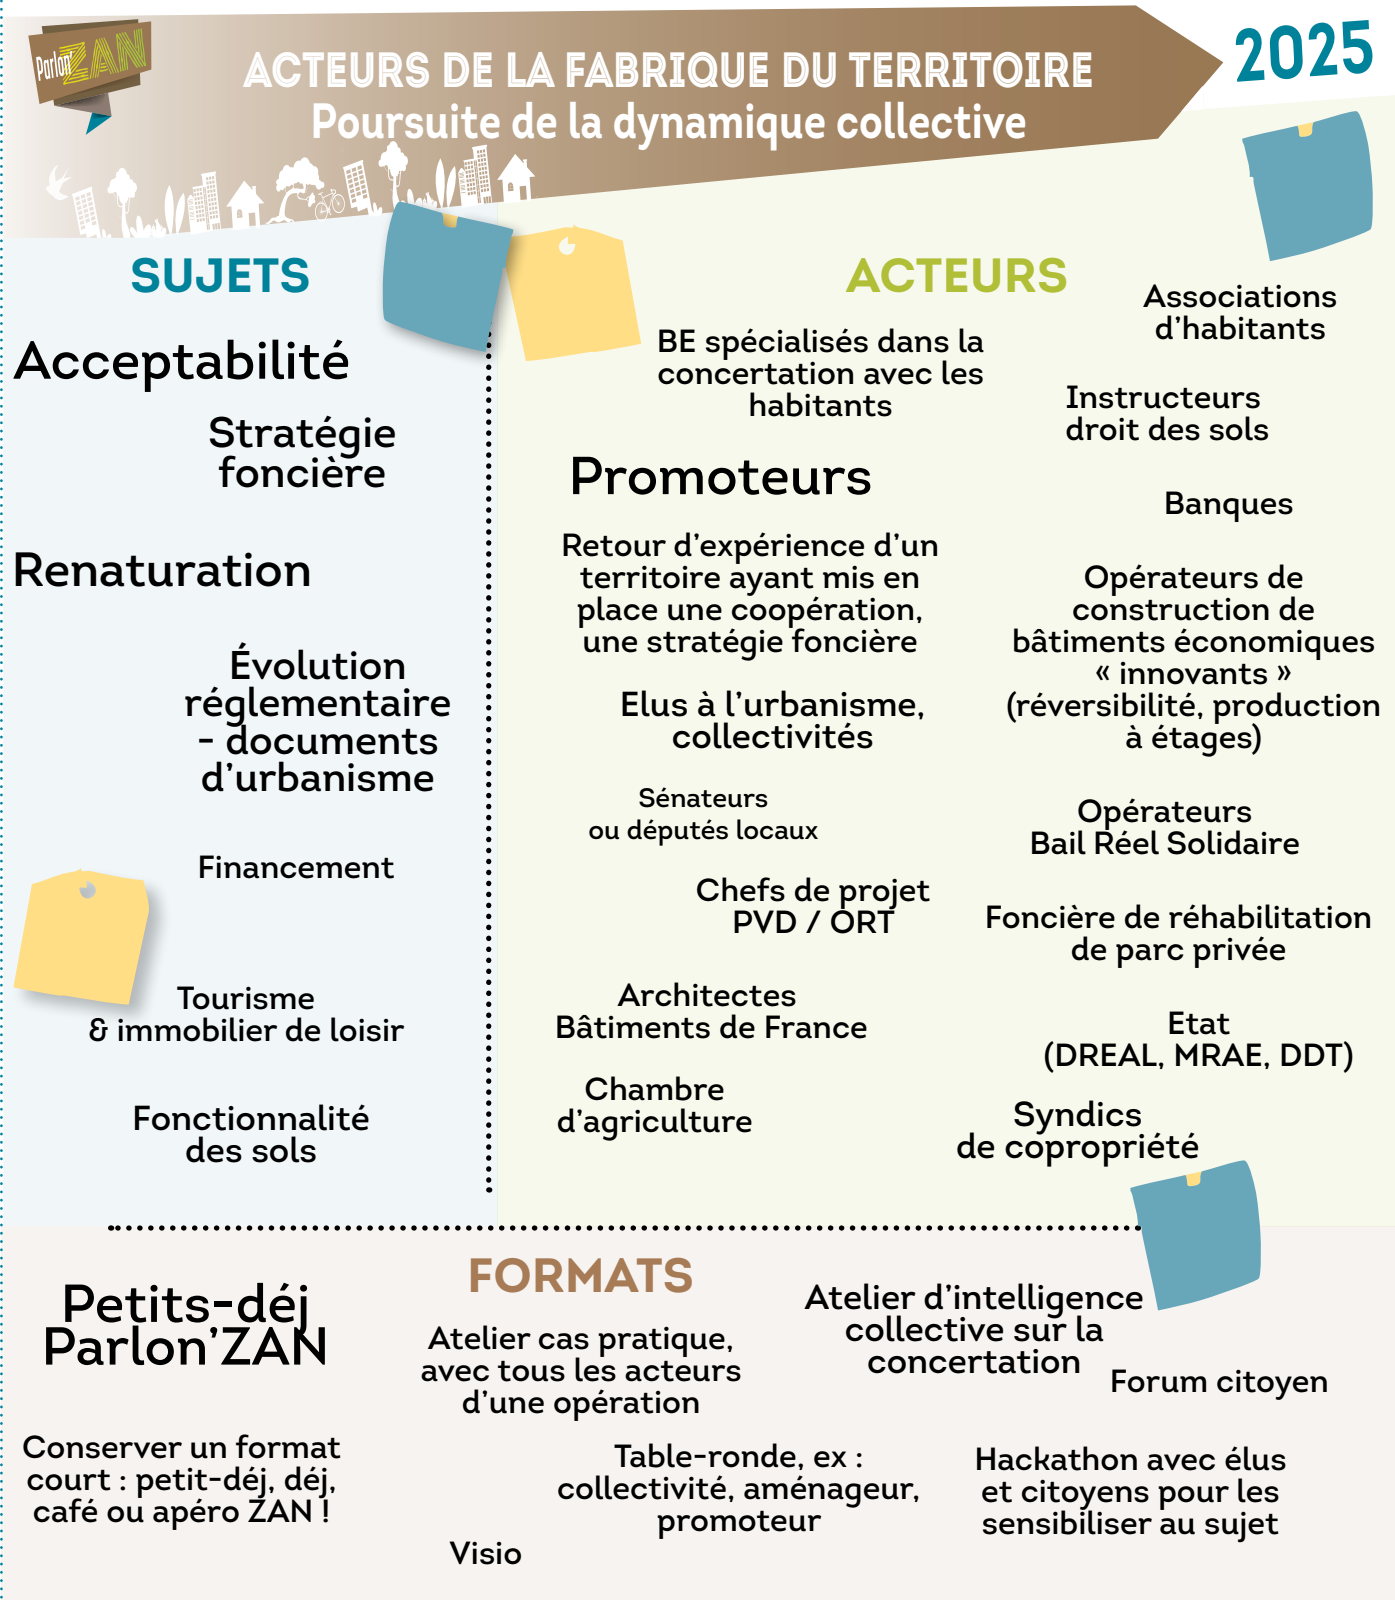 Parlon'ZAN
ACTEURS DE LA FABRIQUE DU TERRITOIRE
Poursuite de la dynamique collective
2025
SUJETS
Acceptabilité
Stratégie
foncière
Renaturation
Évolution
réglementaire
- documents
d'urbanisme
Financement
Tourisme
& immobilier de loisir
Fonctionnalité
des sols
ACTEURS
BE spécialisés dans la
concertation avec les
habitants
Promoteurs
Retour d'expérience d'un
territoire ayant mis en
place une coopération,
une stratégie foncière
Elus à l'urbanisme,
collectivités
Sénateurs
ou députés locaux
Chefs de projet
PVD / ORT
Architectes
Bâtiments de France
Chambre
d'agriculture
Associations
d'habitants
Instructeurs
droit des sols
Banques
Opérateurs de
construction de
bâtiments économiques
« innovants »
(réversibilité, production
à étages)
Opérateurs
Bail Réel Solidaire
Foncière de réhabilitation
de parc privée
Etat
(DREAL, MRAE, DDT)
Syndics
de copropriété
FORMATS
Petits-déj
Parlon'ZAN
Conserver un format
court : petit-déj, déj,
café ou apéro ZAN !
Atelier cas pratique,
avec tous les acteurs
d'une opération
Visio
Table-ronde, ex :
collectivité, aménageur,
promoteur
Atelier d'intelligence
collective sur la
concertation
Forum citoyen
Hackathon avec élus
et citoyens pour les
sensibiliser au sujet